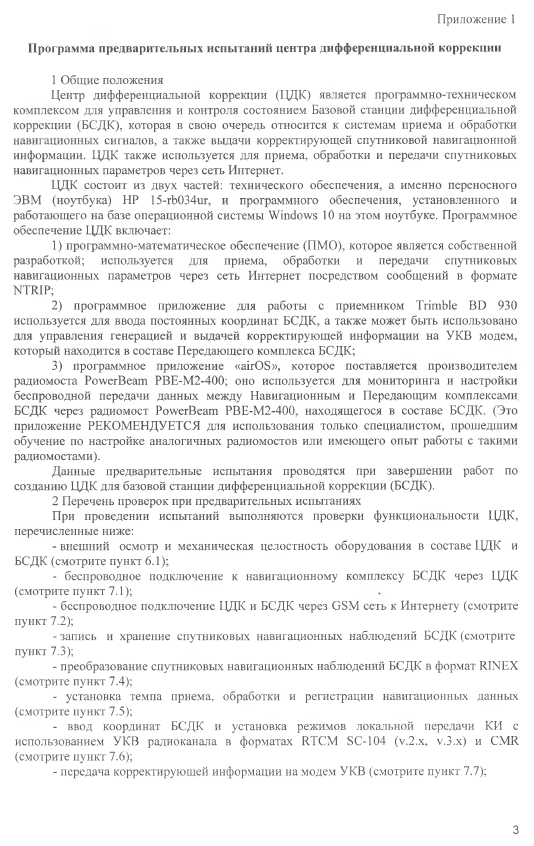 Приложение 1
Программа предварительных испытаний центра дифференциальной коррекции
1 Общие положения
Центр дифференциальной коррекции (ЦДК) является программно-техническом
комплексом для управления и контроля состоянием Базовой станции дифференциальной
коррекции (БСДК), которая в свою очередь относится к системам приема и обработки
навигационных сигналов, а также выдачи корректирующей спутниковой навигационной
информации. ЦДК также используется для приема, обработки и передачи спутниковых
навигационных параметров через сеть Интернет.
ЦДК состоит из двух частей: технического обеспечения, а именно переносного
ЭВМ (ноутбука) HP 15-rb034ur, и программного обеспечения, установленного и
работающего на базе операционной системы Windows 10 на этом ноутбуке. Программное
обеспечение ЦДК включает:
1) программно-математическое обеспечение (ПМО), которое является собственной
разработкой; используется для приема, обработки и передачи спутниковых
навигационных параметров через сеть Интернет посредством сообщений в формате
NTRIP;
2) программное приложение для работы с приемником Trimble BD 930
используется для ввода постоянных координат БСДК, а также может быть использовано
для управления генерацией и выдачей корректирующей информации на УКВ модем,
который находится в составе Передающего комплекса БСДК;
3) программное приложение «airOS», которое поставляется производителем
радиомоста PowerBeam PBE-M2-400; оно используется для мониторинга и настройки
беспроводной передачи данных между Навигационным и Передающим комплексами
БСДК через радиомост PowerBeam PBE-M2-400, находящегося в составе БСДК. (Это
приложение РЕКОМЕНДУЕТСЯ для использования только специалистом, прошедшим
обучение по настройке аналогичных радиомостов или имеющего опыт работы с такими
радиомостами).
Данные предварительные испытания проводятся при завершении работ по
созданию ЦДК для базовой станции дифференциальной коррекции (БСДК).
2 Перечень проверок при предварительных испытаниях
При проведении испытаний выполняются проверки функциональности ЦДК,
перечисленные ниже:
- внешний осмотр и механическая целостность оборудования в составе ЦДК и
БСДК (смотрите пункт 6.1);
- беспроводное подключение к навигационному комплексу БСДК через ЦДК
(смотрите пункт 7.1);
- беспроводное подключение ЦДК и БСДК через GSM сеть к Интернету (смотрите
пункт 7.2);
- запись и хранение спутниковых навигационных наблюдений БСДК (смотрите
пункт 7.3);
- преобразование спутниковых навигационных наблюдений БСДК в формат RINEX
(смотрите пункт 7.4);
- установка темпа приема, обработки и регистрации навигационных данных
(смотрите пункт 7.5);
- ввод координат БСДК и установка режимов локальной передачи КИ с
использованием УКВ радиоканала в форматах RTCM SC-104 (v.2.x, v.3.x) и CMR
(смотрите пункт 7.6);
- передача корректирующей информации на модем УКВ (смотрите пункт 7.7);
3